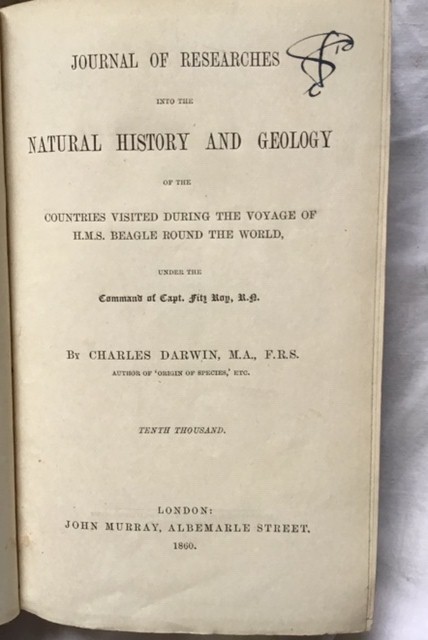 JOURNAL OF RESEARCHES
INTO THE
NATURAL HISTORY AND GEOLOGY
OF THE
COUNTRIES VISITED DURING THE VOYAGE OF
H.M.S. BEAGLE ROUND THE WORLD,
UNDER THE
Command of Capt. Fitz Roy, R.N.
BY CHARLES DARWIN, M.A., F.R.S.
AUTHOR OF 'ORIGIN OF SPECIES,' ETC.
TENTH THOUSAND.
LONDON:
JOHN MURRAY, ALBEMARLE STREET.
1860.